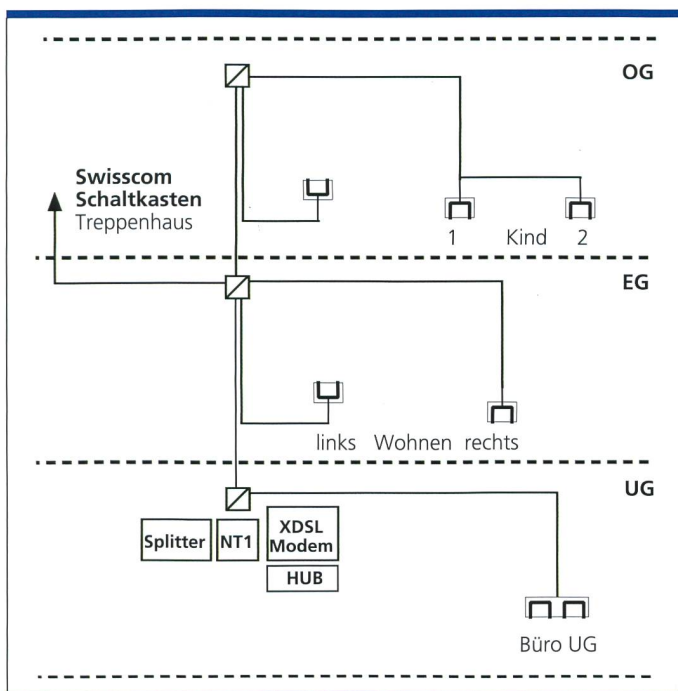 OG
Swisscom
Schaltkasten
Treppenhaus
1 Kind 2
EG
links Wohnen rechts
UG
Splitter
NT1
XDSL
Modem
HUB
Büro UG